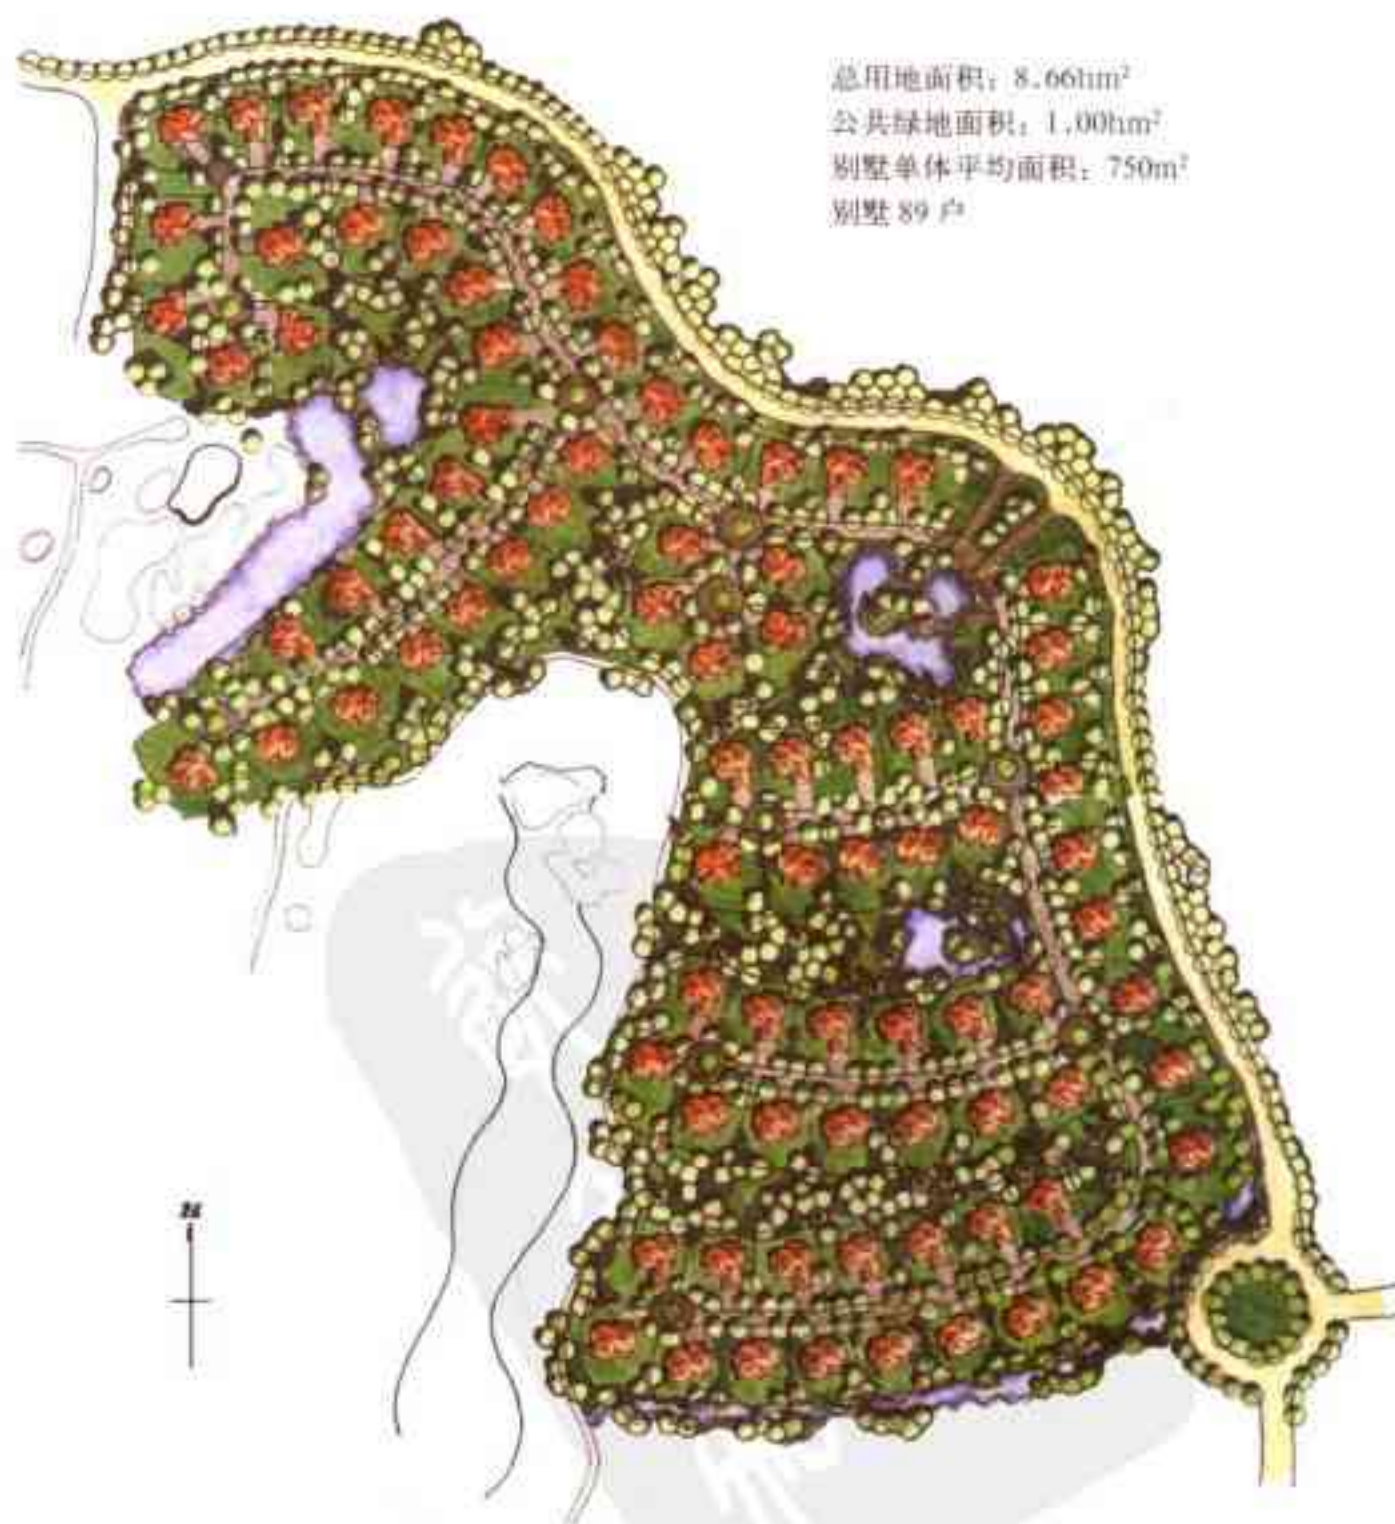 总用地面积：8.66hm²
公共绿地面积：1.00hm²
别墅单体平均面积：750m²
别墅 89 户
北